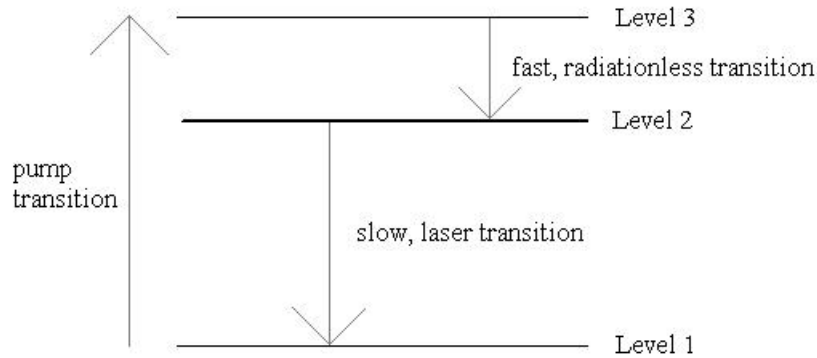 Level 3
fast, radiationless transition
Level 2
pump
transition
slow, laser transition
Level 1